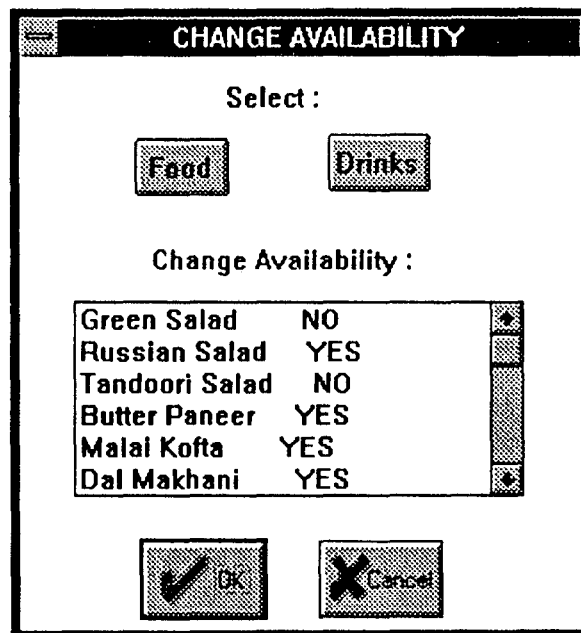 CHANGE AVAILABILITY
Select :
Food Drinks
Change Availability :
Green Salad NO
Russian Salad YES
Tandoori Salad NO
Butter Paneer YES
Malai Kofta YES
Dal Makhani YES
OK Cancel